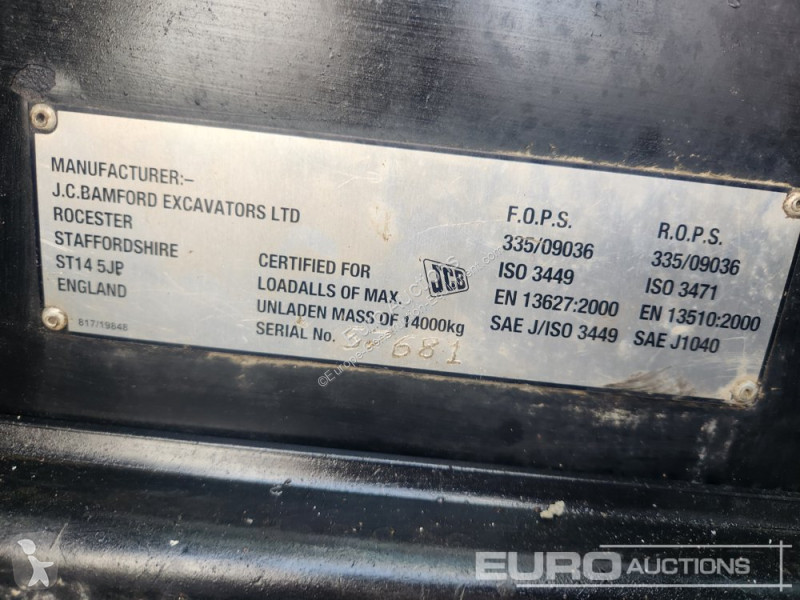 MANUFACTURER:-
J.C.BAMFORD EXCAVATORS LTD
ROCESTER
STAFFORDSHIRE
ST14 5JP
ENGLAND
817/19848
CERTIFIED FOR
LOADALLS OF MAX.
UNLADEN MASS OF 14000kg
SERIAL No.
681
JCB
F.O.P.S.
335/09036
ISO 3449
EN 13627:2000
SAE J/ISO 3449
R.O.P.S.
335/09036
ISO 3471
EN 13510:2000
SAE J1040
EURO AUCTIONS